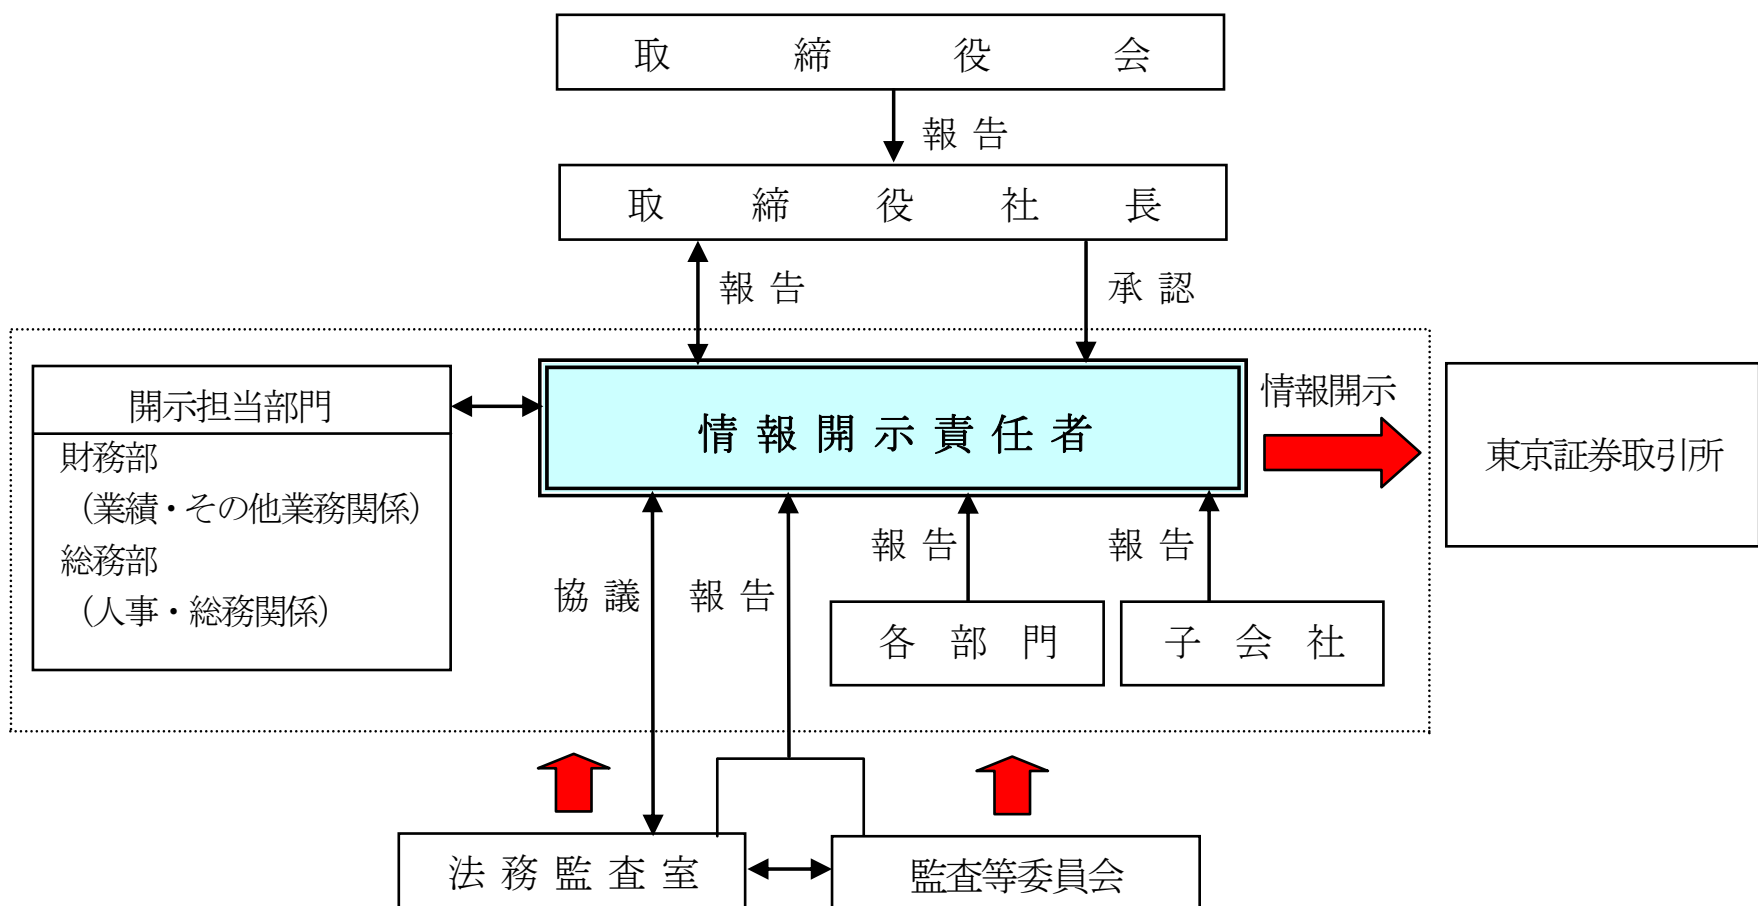 取締役会
報告
取締役社長
報告
承認
開示担当部門
財務部
（業績・その他業務関係）
総務部
（人事・総務関係）
情報開示責任者
情報開示
東京証券取引所
協議
報告
報告
報告
各部門
子会社
法務監査室
監査等委員会